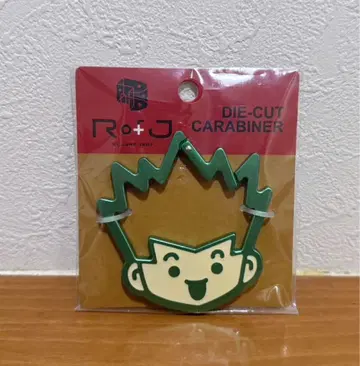 R o+ J
DIE-CUT
CARABINER